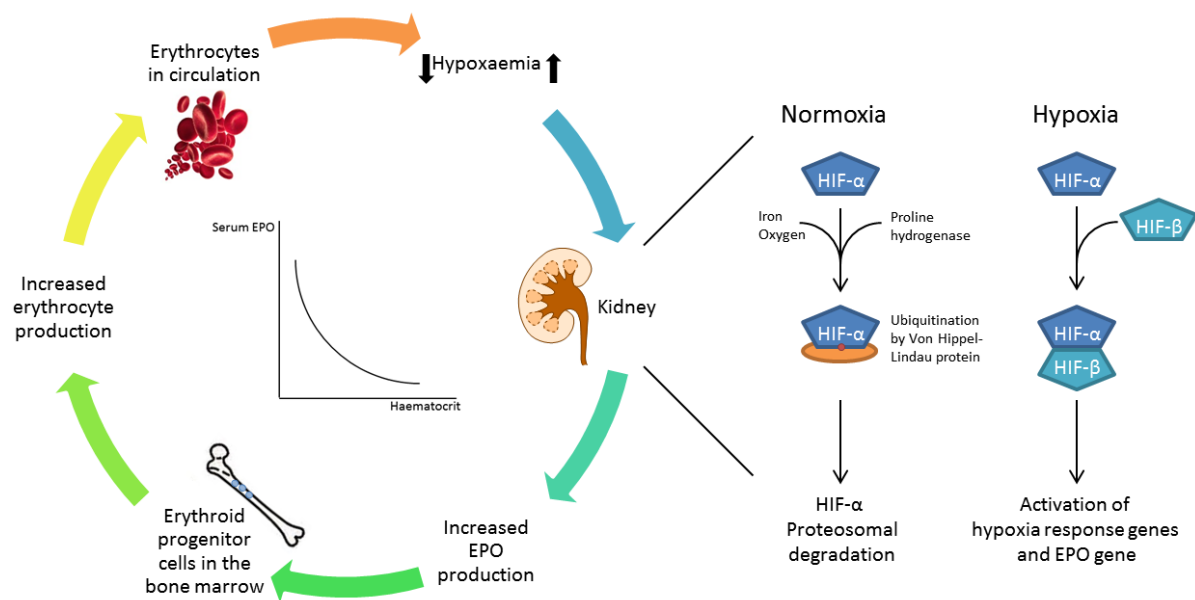 Erythrocytes
in circulation
Hypoxaemia
Normoxia
Hypoxia
HIF-α
HIF-α
Iron
Oxygen
Proline
hydrogenase
HIF-β
Serum EPO
Haematocrit
Increased
erythrocyte
production
Kidney
HIF-α
Ubiquitination
by Von Hippel-
Lindau protein
HIF-α
HIF-β
Erythroid
progenitor
cells in the
bone marrow
Increased
EPO
production
HIF-α
Proteosomal
degradation
Activation of
hypoxia response genes
and EPO gene